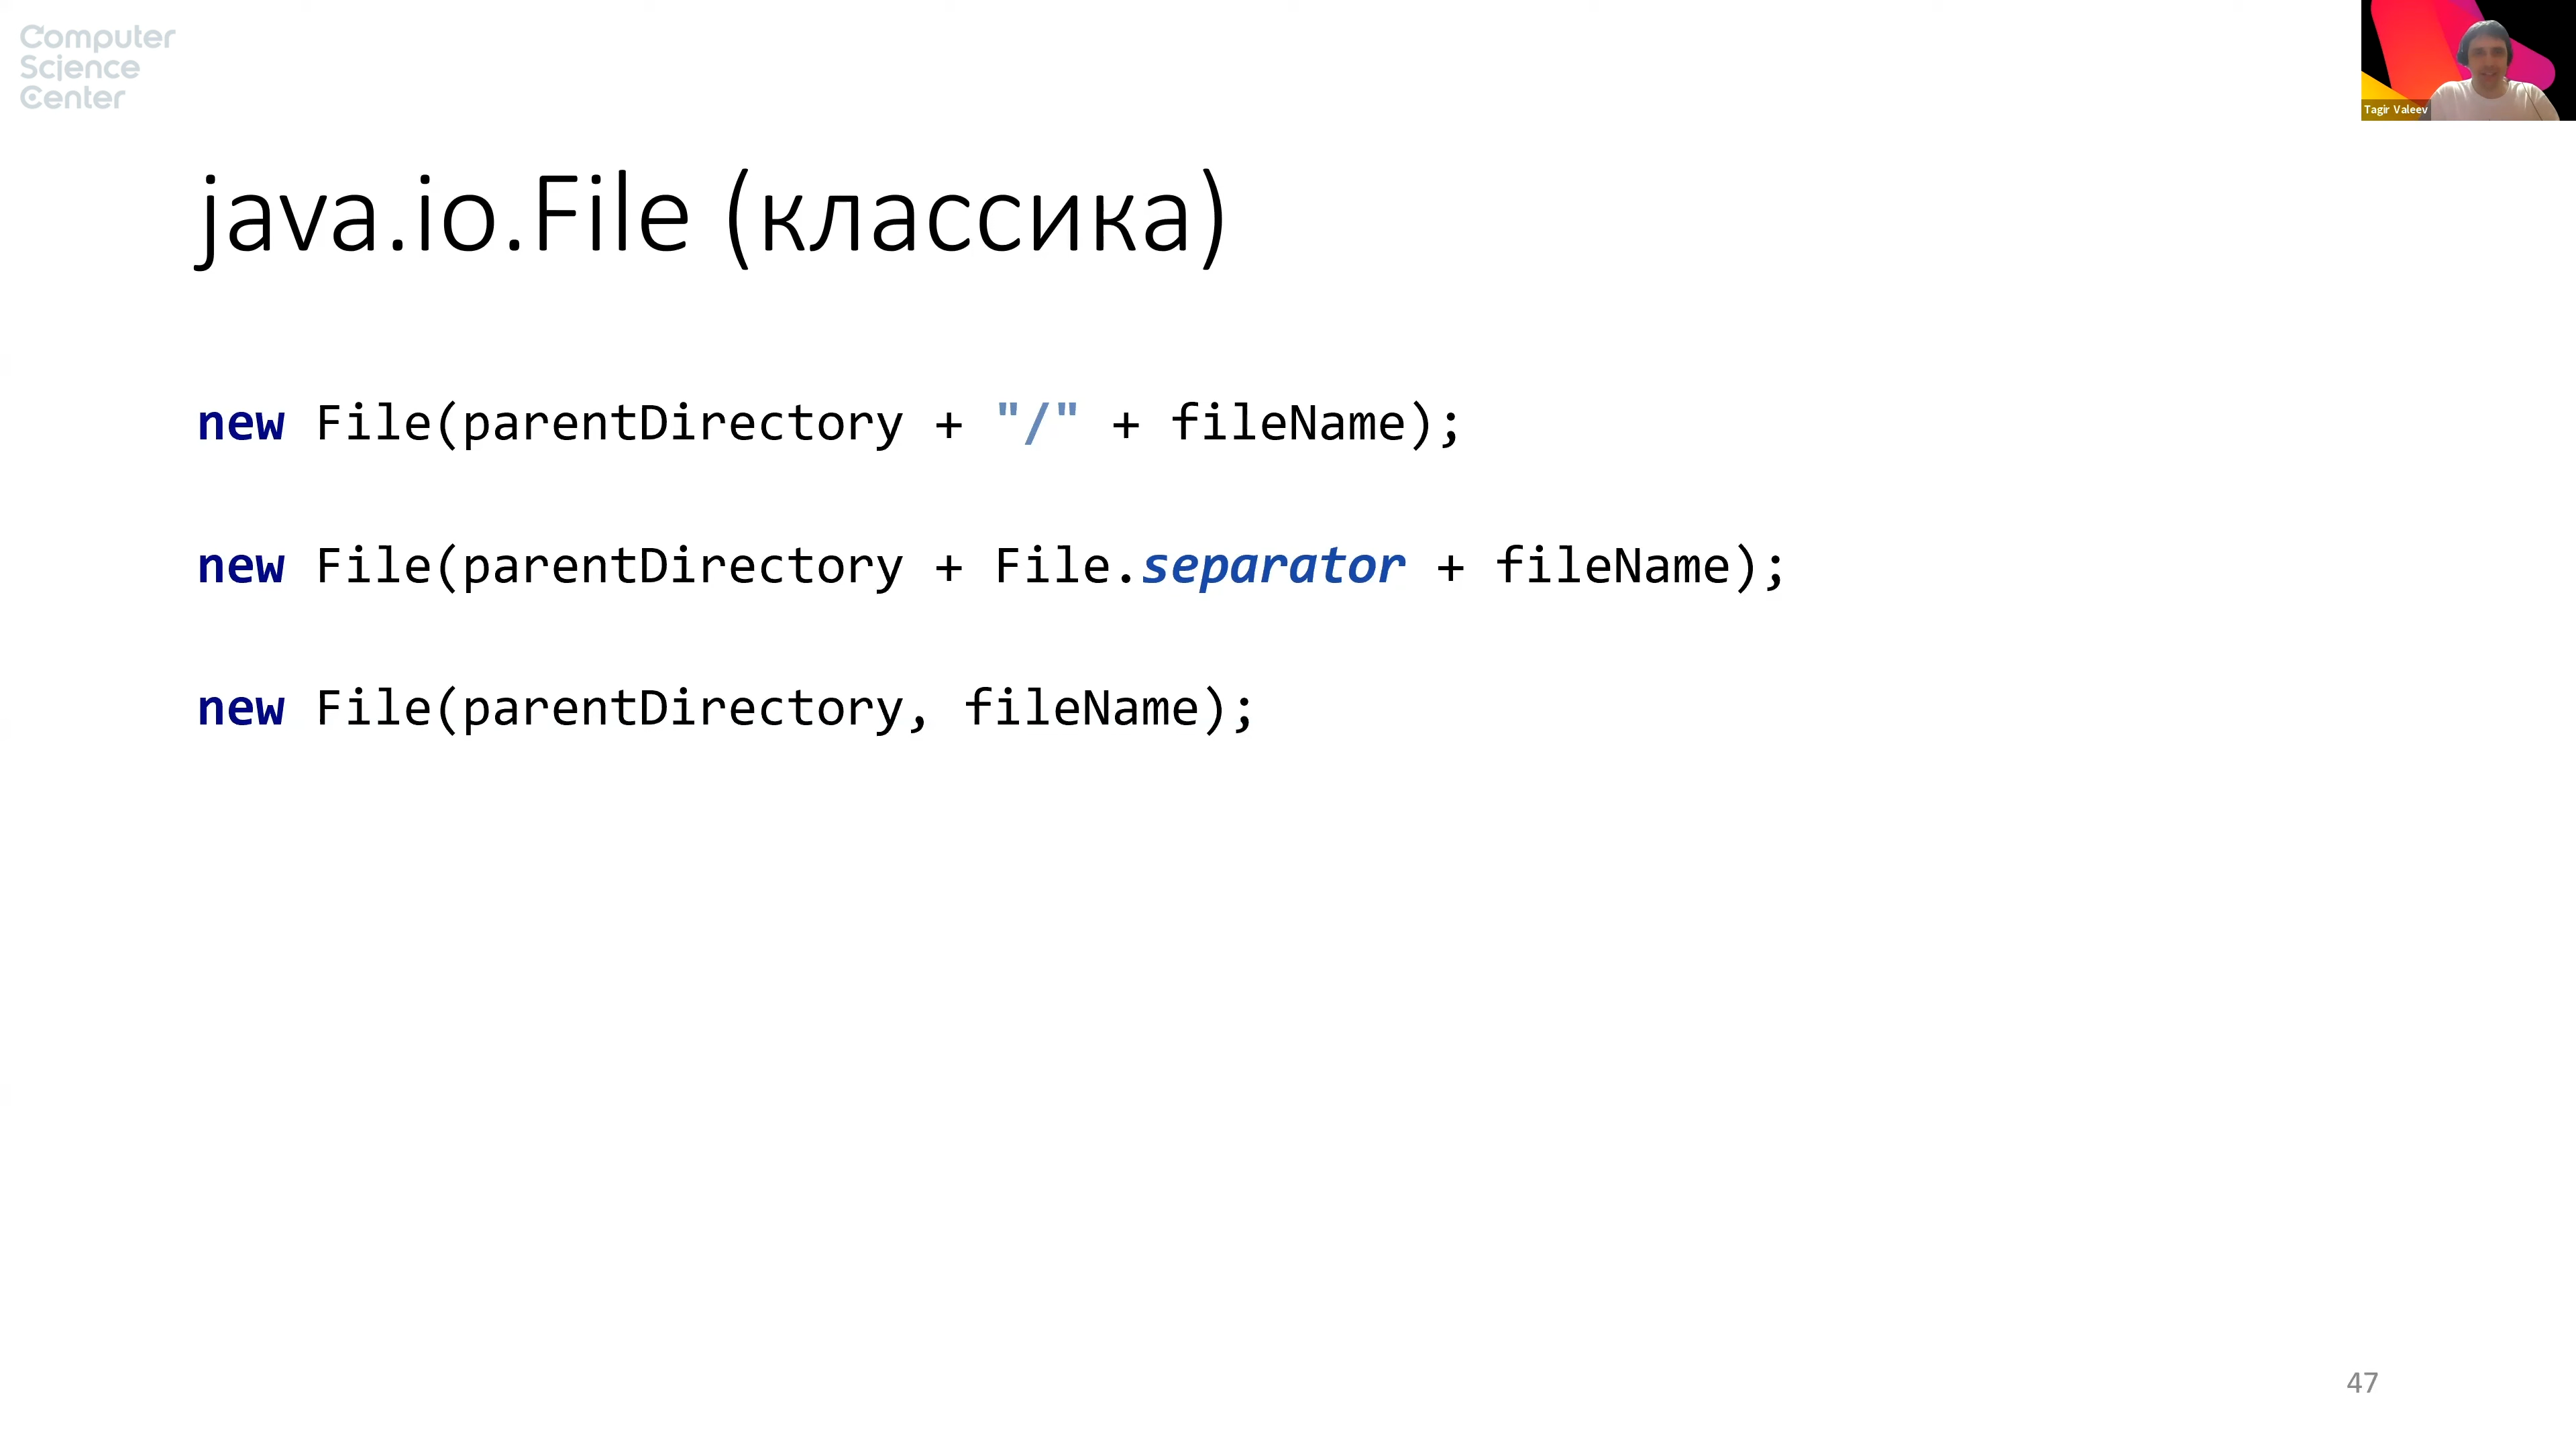 Computer
Science
Center
Tagir Valeev
java.io.File (классика)
new File(parentDirectory + "/" + fileName);
new File(parentDirectory + File.separator + fileName);
new File(parentDirectory, fileName);
47